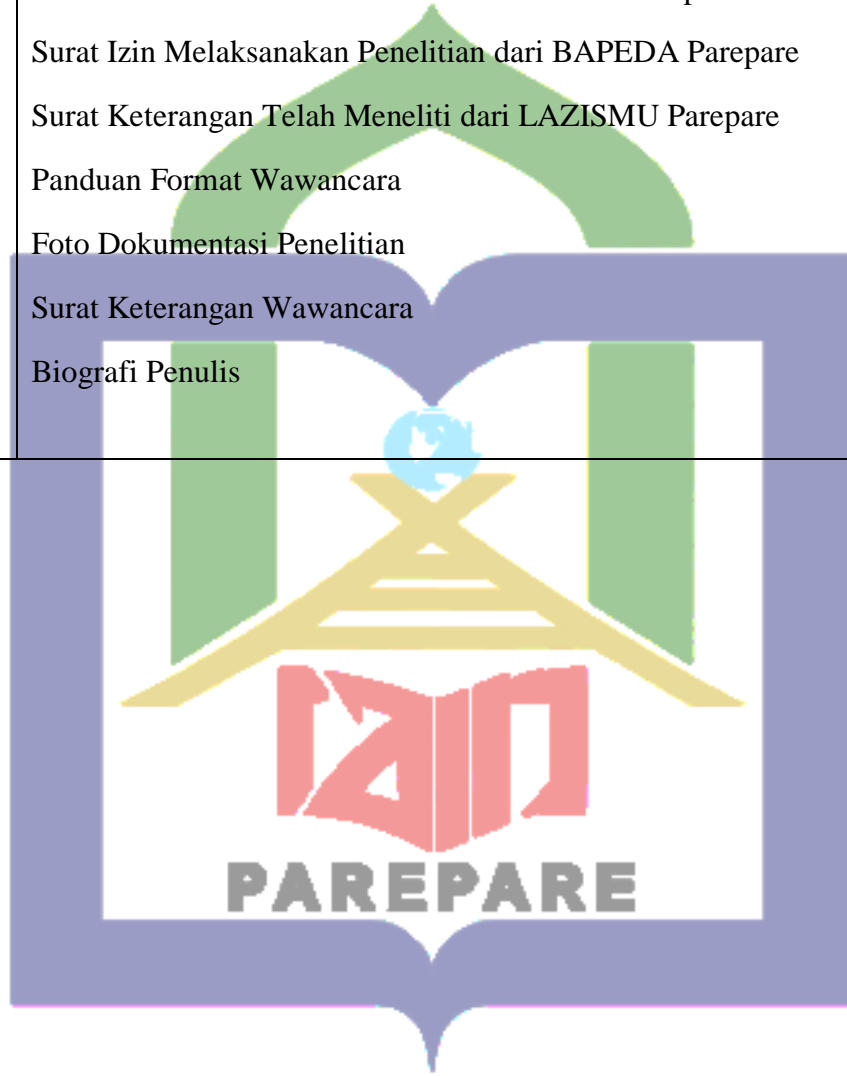 Surat Izin Melaksanakan Penelitian dari BAPEDA Parepare
Surat Keterangan Telah Meneliti dari LAZISMU Parepare
Panduan Format Wawancara
Foto Dokumentasi Penelitian
Surat Keterangan Wawancara
Biografi Penulis
iain
PAREPARE